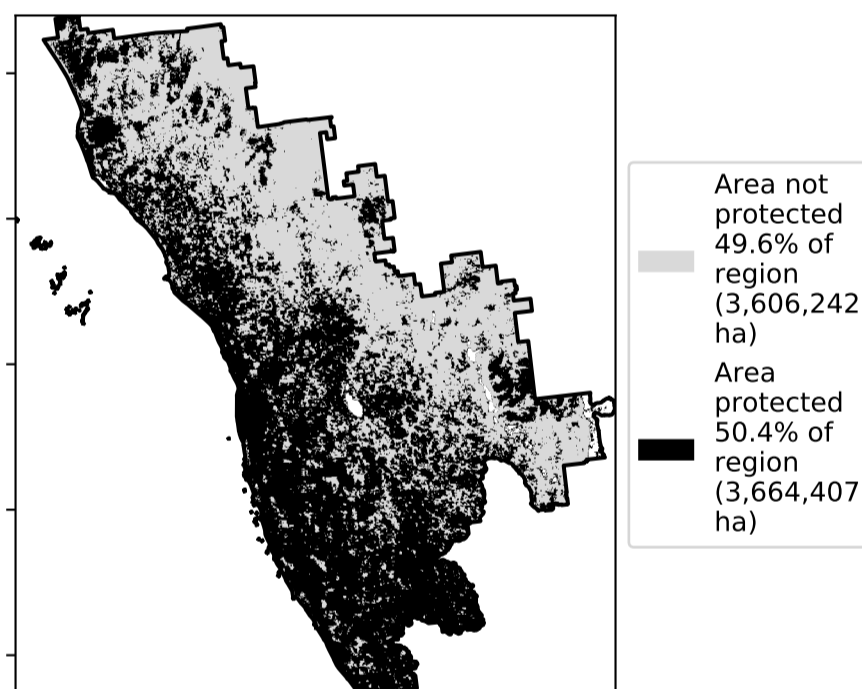 Area not
protected
49.6% of
region
(3,606,242
ha)
Area
protected
50.4% of
region
(3,664,407
ha)